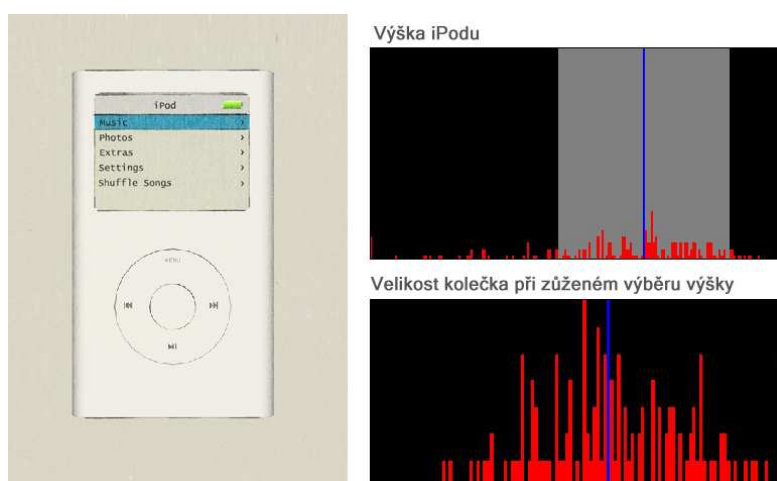 iPod
Music
Photos
Extras
Settings
Shuffle Songs
MENU
Výška iPodu
Velikost kolečka při zúženém výběru výšky